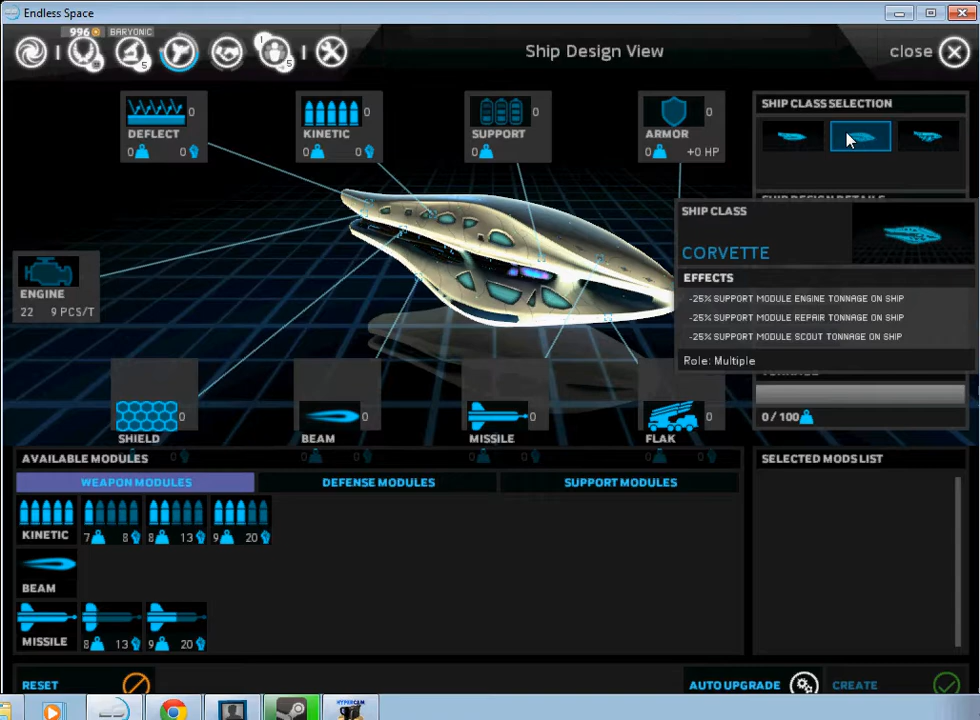 Endless Space
996
BARYONIC
5
5
Ship Design View
close
DEFLECT
0
0
0
KINETIC
0
0
0
SUPPORT
0
0
ARMOR
0
0
+0 HP
SHIP CLASS SELECTION
SHIP CLASS
CORVETTE
EFFECTS
-25% SUPPORT MODULE ENGINE TONNAGE ON SHIP
-25% SUPPORT MODULE REPAIR TONNAGE ON SHIP
-25% SUPPORT MODULE SCOUT TONNAGE ON SHIP
Role: Multiple
0 / 100
ENGINE
22 9 PCS/T
SHIELD
0
BEAM
0
MISSILE
0
FLAK
0
AVAILABLE MODULES
WEAPON MODULES
DEFENSE MODULES
SUPPORT MODULES
KINETIC
7 8
8 13
9 20
BEAM
MISSILE
8 13
9 20
SELECTED MODS LIST
RESET
AUTO UPGRADE
CREATE
HYPERCAM